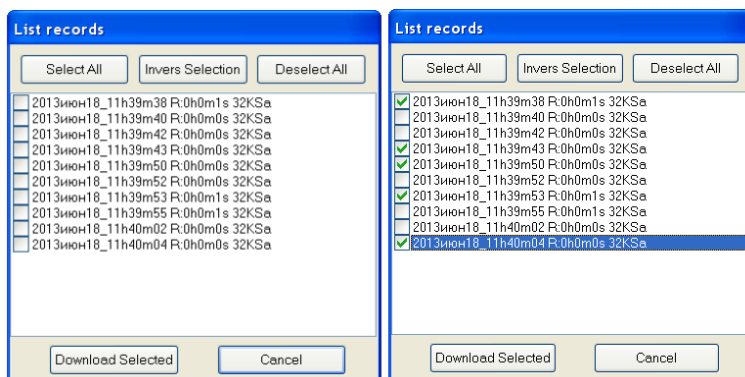 List records
Select All Invers Selection Deselect All
2013июн18_11h39m38 R:0h0m1s 32KSa
2013июн18_11h39m40 R:0h0m0s 32KSa
2013июн18_11h39m42 R:0h0m0s 32KSa
2013июн18_11h39m43 R:0h0m0s 32KSa
2013июн18_11h39m50 R:0h0m0s 32KSa
2013июн18_11h39m52 R:0h0m0s 32KSa
2013июн18_11h39m53 R:0h0m1s 32KSa
2013июн18_11h39m55 R:0h0m1s 32KSa
2013июн18_11h40m02 R:0h0m0s 32KSa
2013июн18_11h40m04 R:0h0m0s 32KSa
Download Selected Cancel
List records
Select All Invers Selection Deselect All
2013июн18_11h39m38 R:0h0m1s 32KSa
2013июн18_11h39m40 R:0h0m0s 32KSa
2013июн18_11h39m42 R:0h0m0s 32KSa
2013июн18_11h39m43 R:0h0m0s 32KSa
2013июн18_11h39m50 R:0h0m0s 32KSa
2013июн18_11h39m52 R:0h0m0s 32KSa
2013июн18_11h39m53 R:0h0m1s 32KSa
2013июн18_11h39m55 R:0h0m1s 32KSa
2013июн18_11h40m02 R:0h0m0s 32KSa
2013июн18_11h40m04 R:0h0m0s 32KSa
Download Selected Cancel